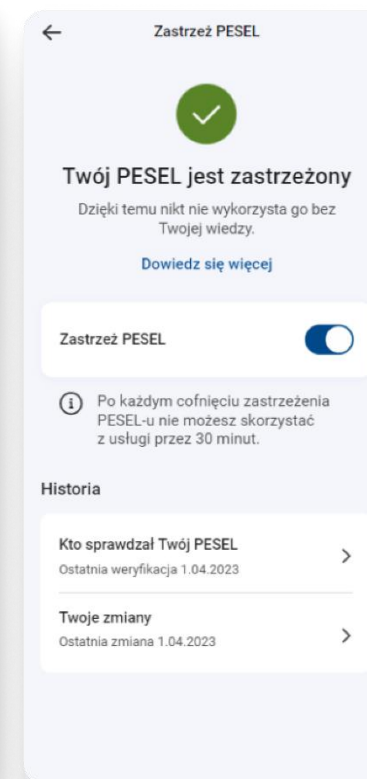 Zastrzeż PESEL
Twój PESEL jest zastrzeżony
Dzięki temu nikt nie wykorzysta go bez
Twojej wiedzy.
Dowiedz się więcej
Zastrzeż PESEL
Po każdym cofnięciu zastrzeżenia
PESEL-u nie możesz skorzystać
z usługi przez 30 minut.
Historia
Kto sprawdzał Twój PESEL
Ostatnia weryfikacja 1.04.2023
Twoje zmiany
Ostatnia zmiana 1.04.2023